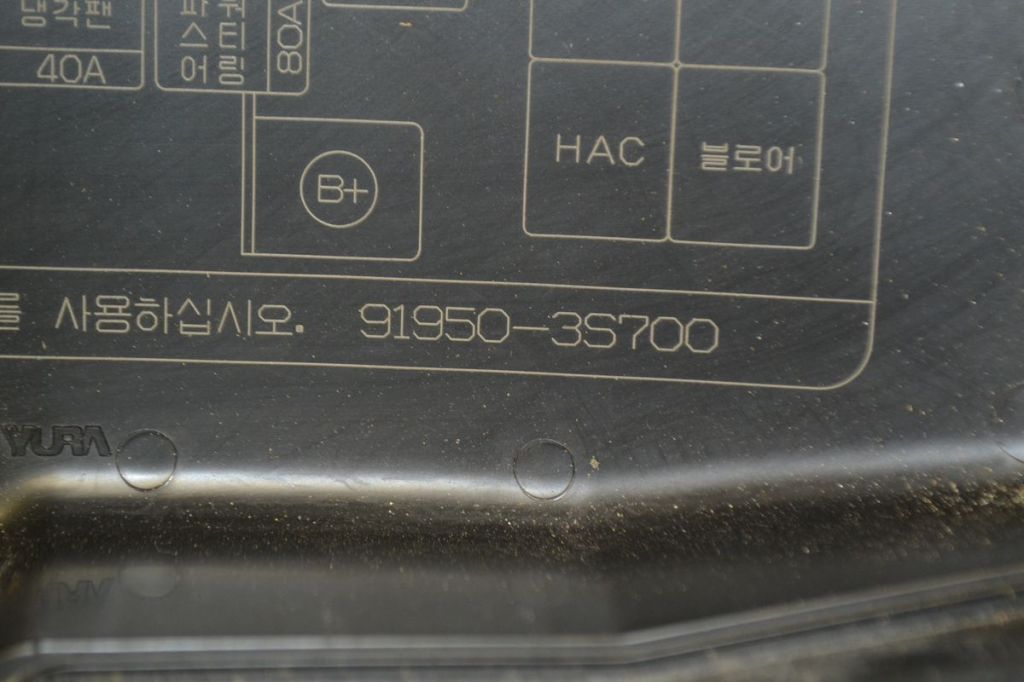 냉각팬
40A
파워
스티
어링
80A
HAC
블로어
B+
를 사용하십시오. 91950-3S700
YURA